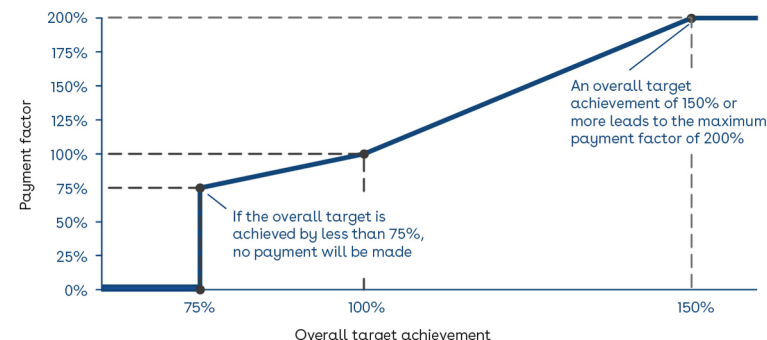 200%
175%
150%
125%
100%
75%
50%
25%
0%
Payment factor
An overall target
achievement of 150% or
more leads to the maximum
payment factor of 200%
If the overall target is
achieved by less than 75%,
no payment will be made
75%
100%
150%
Overall target achievement